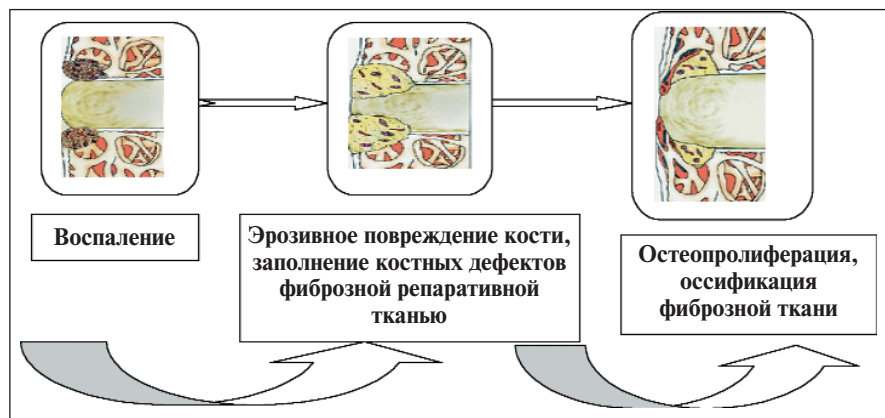 Воспаление
Эрозивное повреждение кости,
заполнение костных дефектов
фиброзной репаративной
тканью
Остеопролиферация,
оссификация
фиброзной ткани